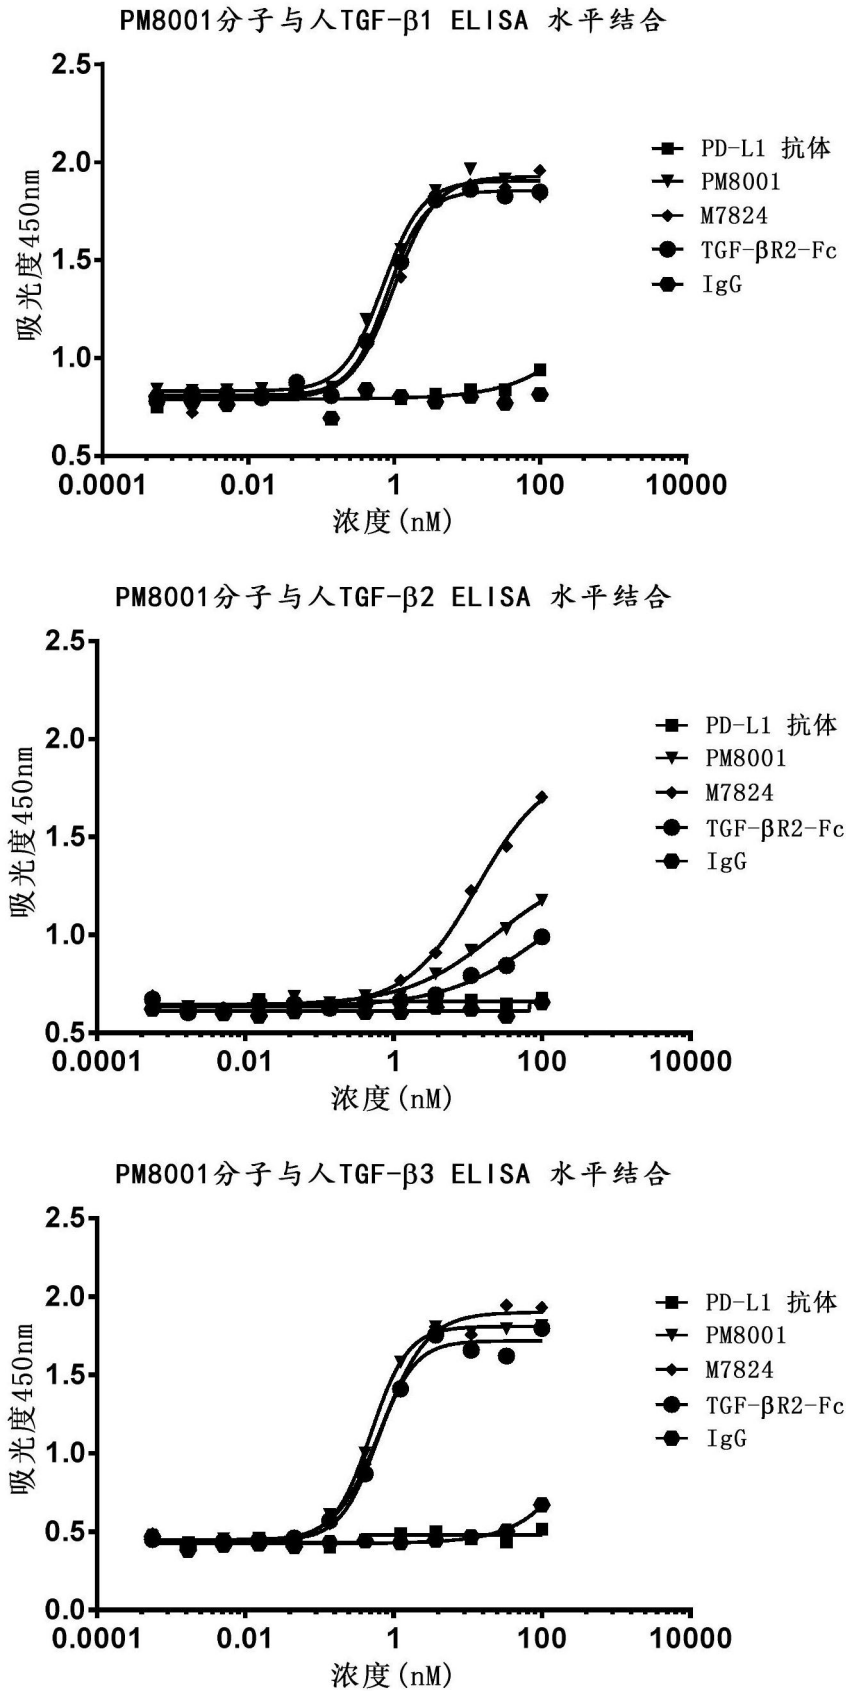 PM8001分子与人TGF-β1 ELISA 水平结合
2.5
2.0
1.5
1.0
0.5
吸光度450nm
0.0001 0.01 1 100 10000
浓度(nM)
PD-L1 抗体
PM8001
M7824
TGF-βR2-Fc
IgG
PM8001分子与人TGF-β2 ELISA 水平结合
2.5
2.0
1.5
1.0
0.5
吸光度450nm
0.0001 0.01 1 100 10000
浓度(nM)
PD-L1 抗体
PM8001
M7824
TGF-βR2-Fc
IgG
PM8001分子与人TGF-β3 ELISA 水平结合
2.5
2.0
1.5
1.0
0.5
0.0
吸光度450nm
0.0001 0.01 1 100 10000
浓度(nM)
PD-L1 抗体
PM8001
M7824
TGF-βR2-Fc
IgG